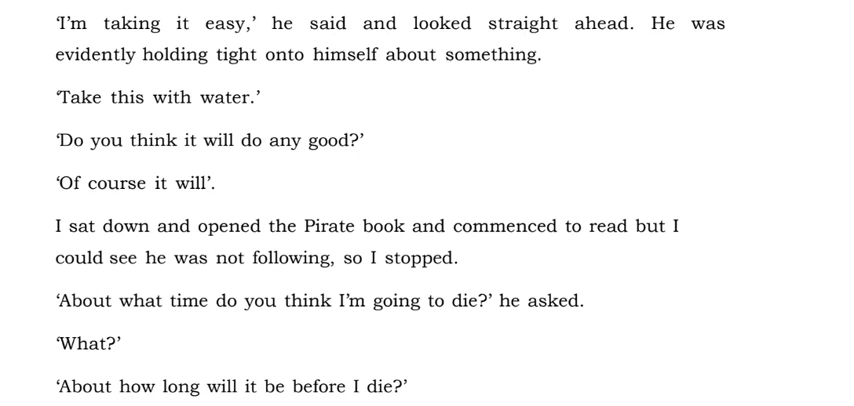 ‘I’m taking it easy,’ he said and looked straight ahead. He was
evidently holding tight onto himself about something.
‘Take this with water.’
‘Do you think it will do any good?’
‘Of course it will’.
I sat down and opened the Pirate book and commenced to read but I
could see he was not following, so I stopped.
‘About what time do you think I’m going to die?’ he asked.
‘What?’
‘About how long will it be before I die?’